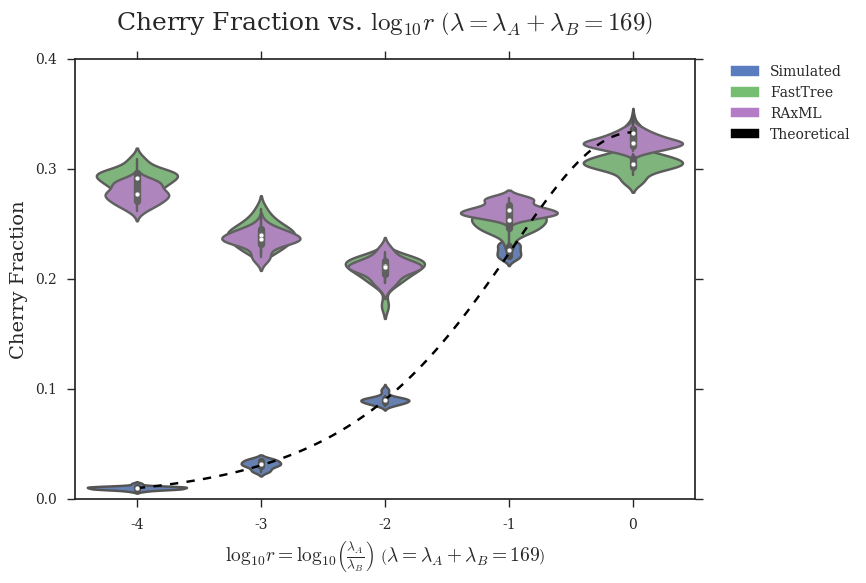 Cherry Fraction vs. log₁₀r (λ = λ_A + λ_B = 169)
0.4
0.3
0.2
0.1
0.0
Cherry Fraction
-4 -3 -2 -1 0
log₁₀r = log₁₀(λ_A/λ_B) (λ = λ_A + λ_B = 169)
Simulated
FastTree
RAxML
Theoretical